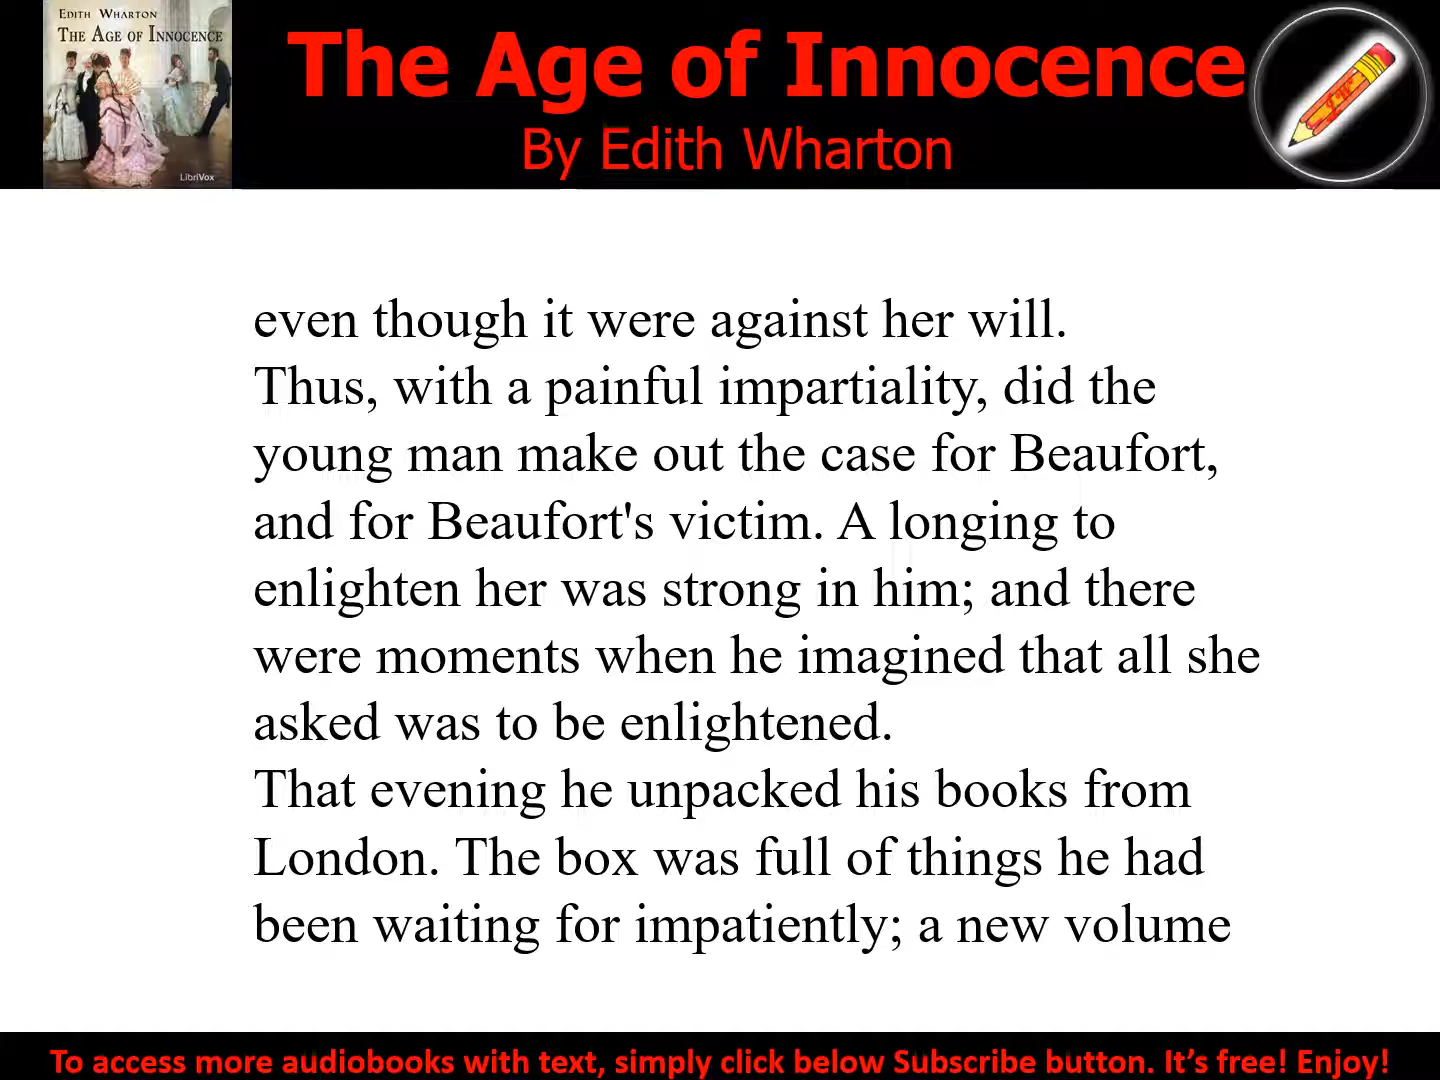 EDITH WHARTON
THE AGE OF INNOCENCE
LibriVox
The Age of Innocence
By Edith Wharton
even though it were against her will.
Thus, with a painful impartiality, did the
young man make out the case for Beaufort,
and for Beaufort's victim. A longing to
enlighten her was strong in him; and there
were moments when he imagined that all she
asked was to be enlightened.
That evening he unpacked his books from
London. The box was full of things he had
been waiting for impatiently; a new volume
To access more audiobooks with text, simply click below Subscribe button. It’s free! Enjoy!